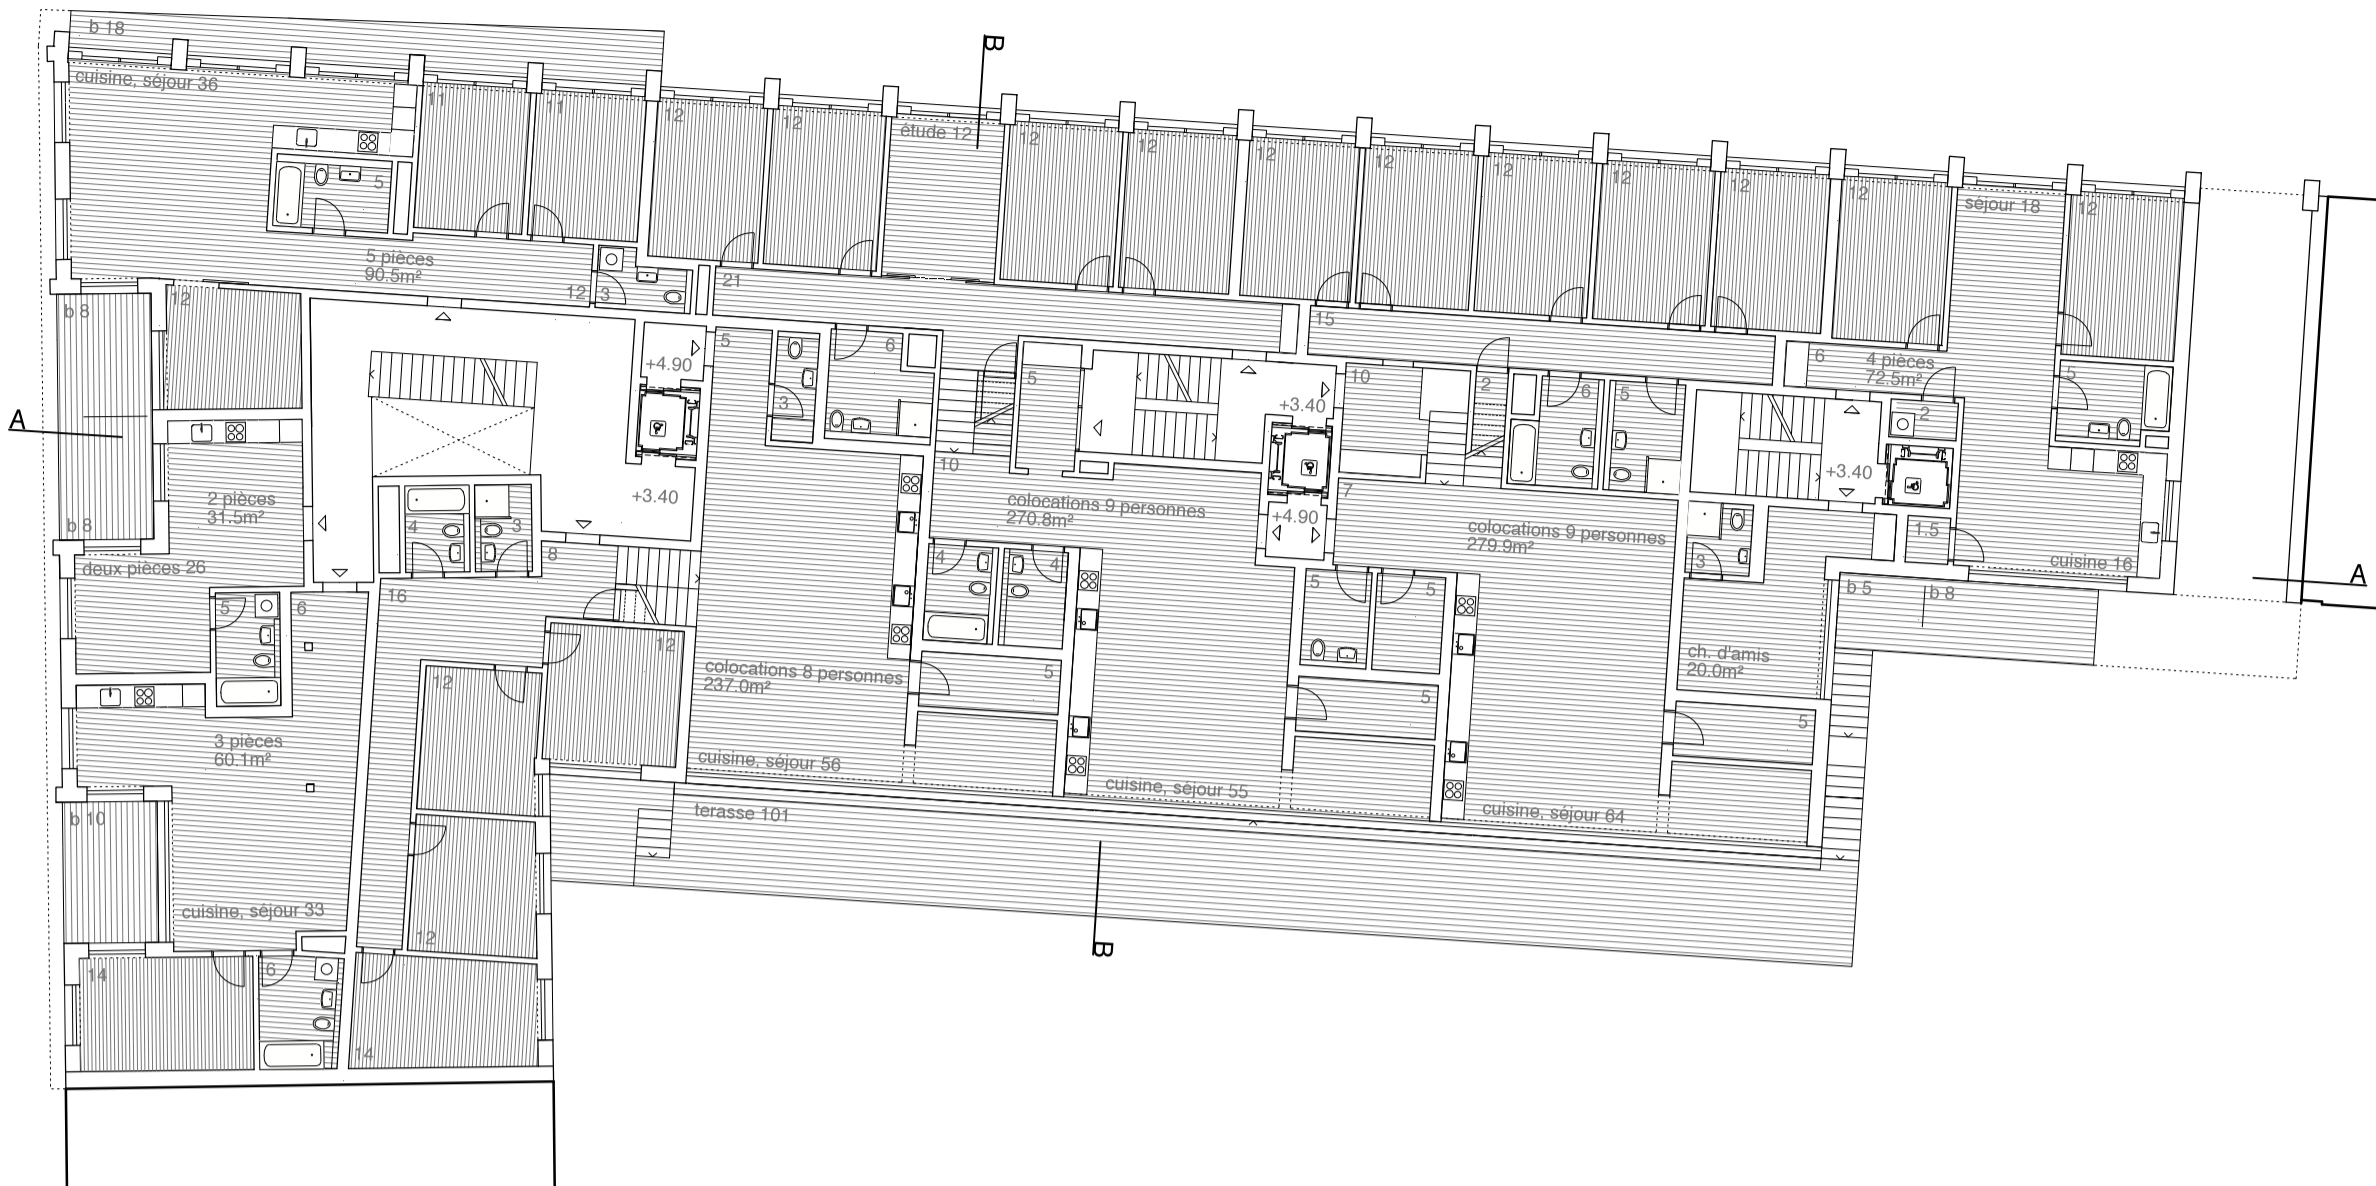 b 18
B
cuisine, séjour 36
11
11
12
12
étude 12
12
12
12
12
12
12
12
12
séjour 18
12
5
5 pièces
90.5m²
12
3
21
15
b 8
12
+4.90
5
6
5
3
+3.40
10
2
6
5
6
4 pièces
72.5m²
5
2
A
2 pièces
31.5m²
b 8
+3.40
4
3
8
10
colocations 9 personnes
270.8m²
+4.90
7
colocations 9 personnes
279.9m²
+3.40
1.5
cuisine 16
A
deux pièces 26
5
6
16
4
4
5
5
3
b 5
b 8
12
12
colocations 8 personnes
237.0m²
5
5
ch. d'amis
20.0m²
5
3 pièces
60.1m²
cuisine, séjour 56
cuisine, séjour 55
cuisine, séjour 64
terasse 101
b 10
cuisine, séjour 33
12
B
14
6
14